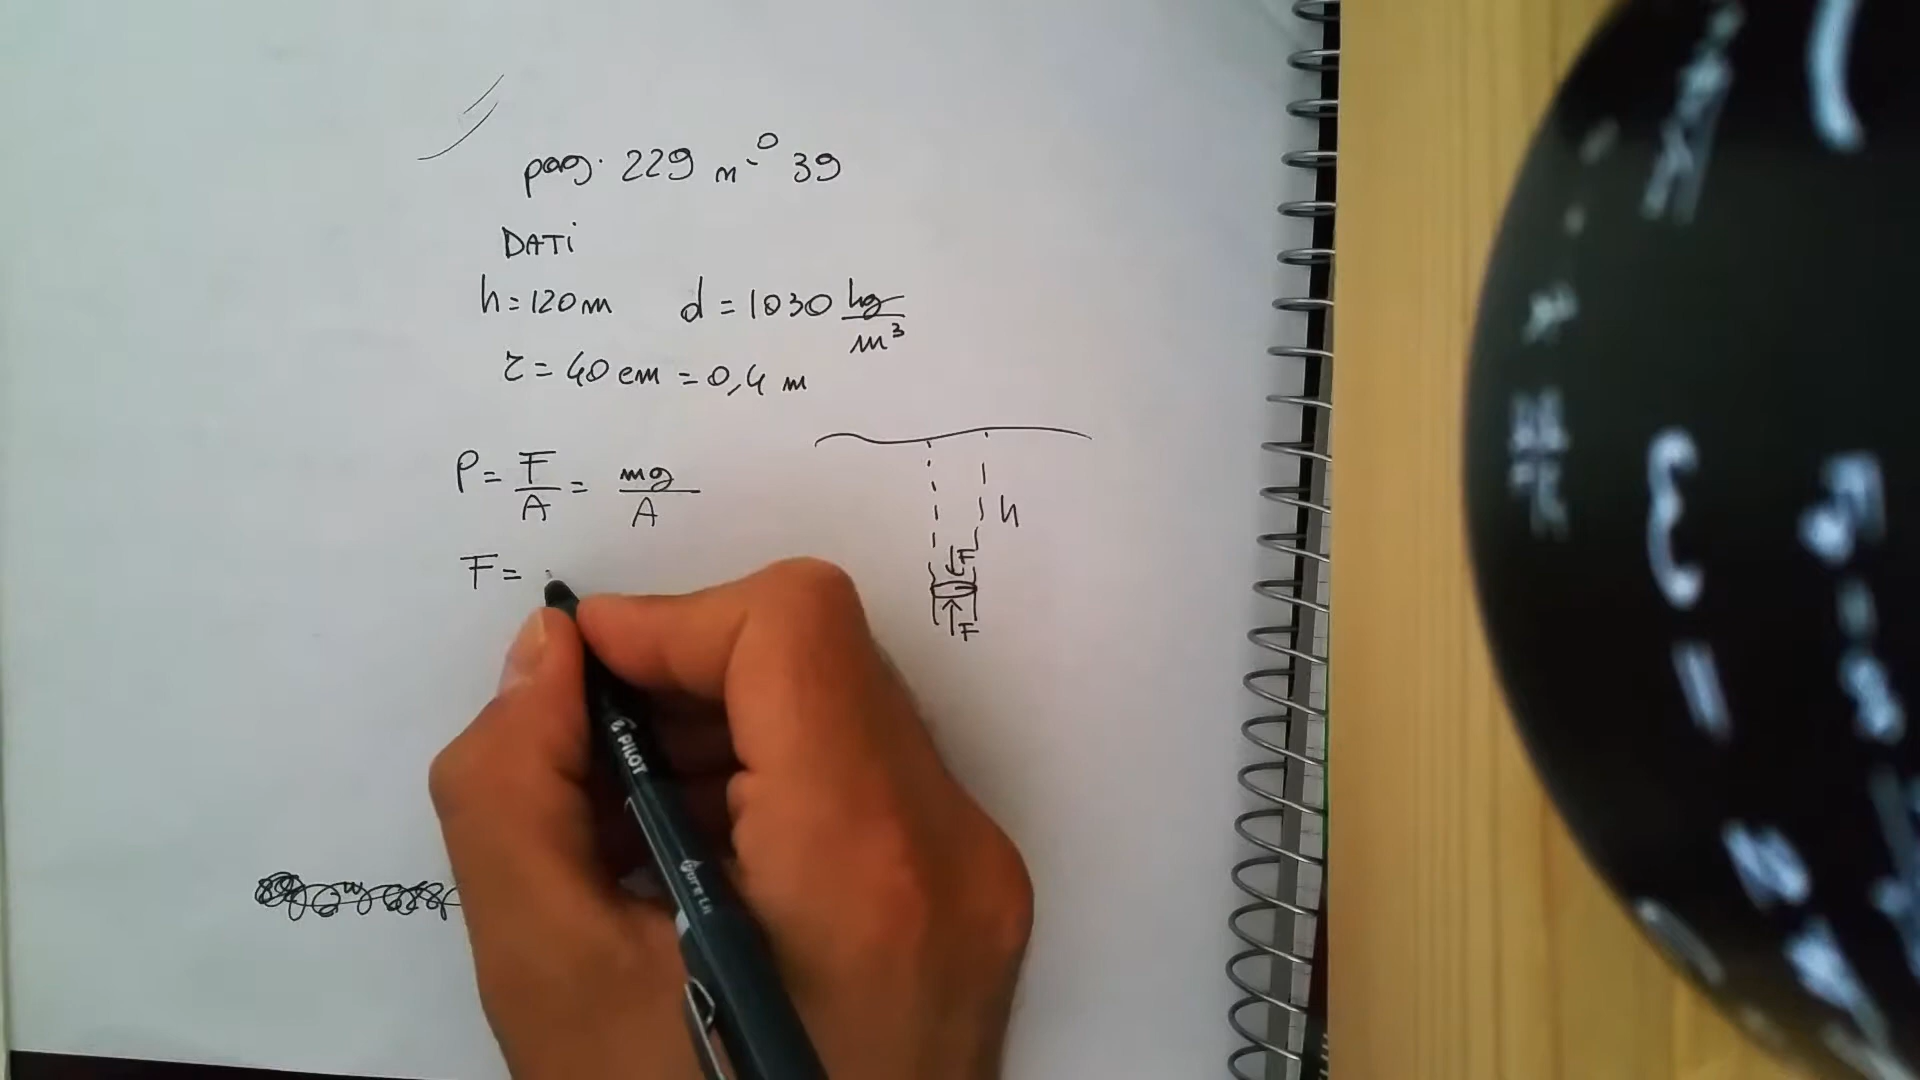 pag. 229 n.° 39
DATi
h = 120 m d = 1030 kg/m³
r = 40 cm = 0,4 m
P = F/A = mg/A
F =
h
F
F
PILOT